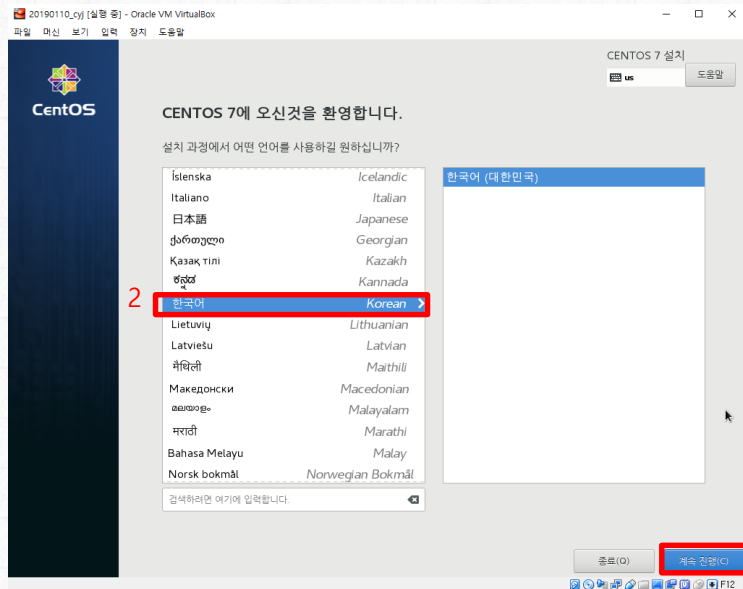 20190110_cyj [실행 중] - Oracle VM VirtualBox
파일 머신 보기 입력 장치 도움말
CENTOS 7 설치
us
도움말
CentOS
CENTOS 7에 오신것을 환영합니다.
설치 과정에서 어떤 언어를 사용하길 원하십니까?
Íslenska Icelandic
한국어 (대한민국)
Italiano Italian
日本語 Japanese
ქართული Georgian
Қазақ тілі Kazakh
ಕನ್ನಡ Kannada
2
한국어 Korean
Lietuvių Lithuanian
Latviešu Latvian
मैथिली Maithili
Македонски Macedonian
മലയാളം Malayalam
मराठी Marathi
Bahasa Melayu Malay
Norsk bokmål Norwegian Bokmål
검색하려면 여기에 입력합니다.
종료(Q)
계속 진행(C)
F12